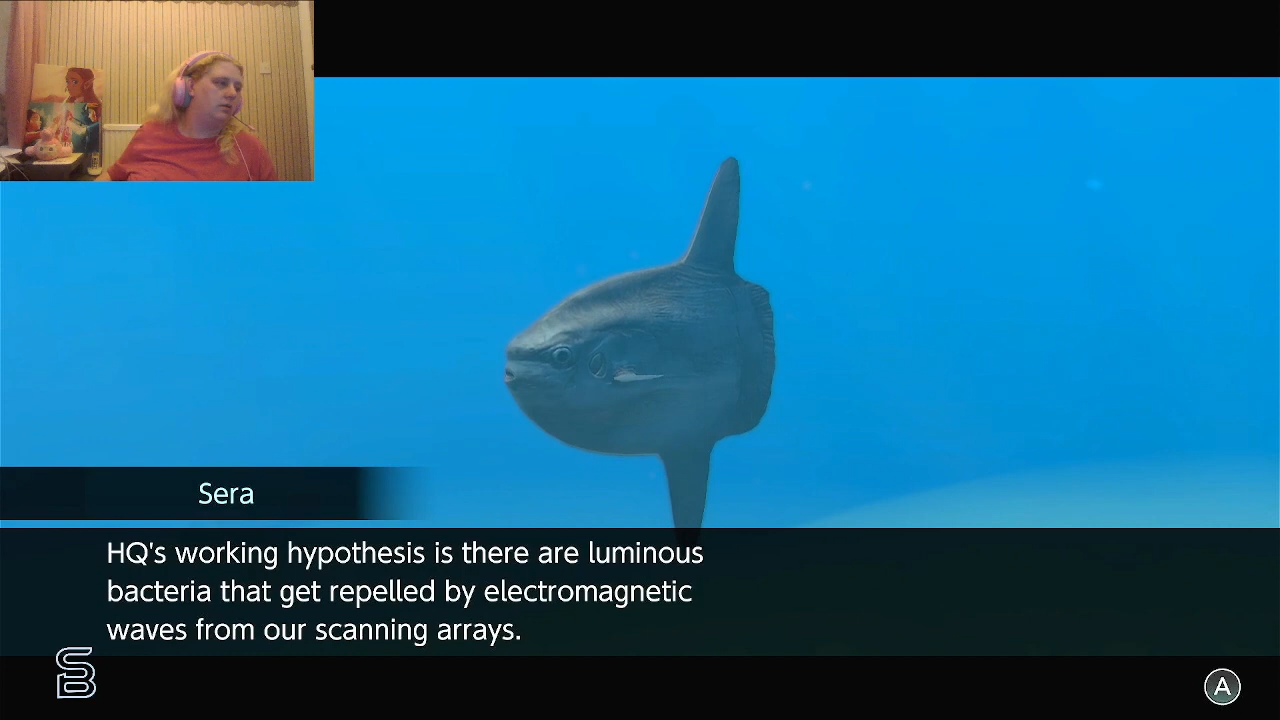 Sera
HQ's working hypothesis is there are luminous
bacteria that get repelled by electromagnetic
waves from our scanning arrays.
SB
A